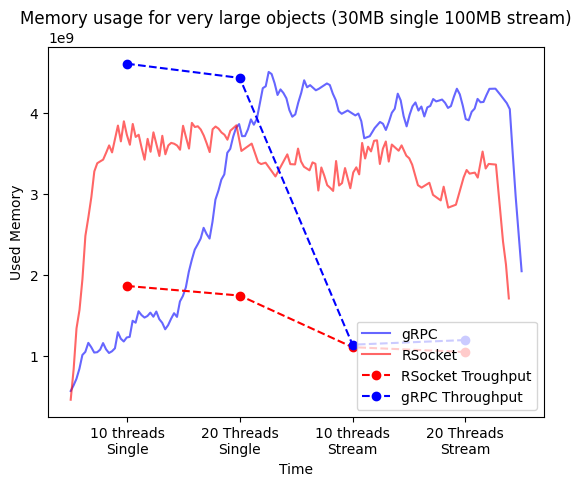 Memory usage for very large objects (30MB single 100MB stream)
1e9
4
3
2
1
Used Memory
gRPC
RSocket
RSocket Troughput
gRPC Throughput
10 threads
Single
20 Threads
Single
10 threads
Stream
20 Threads
Stream
Time